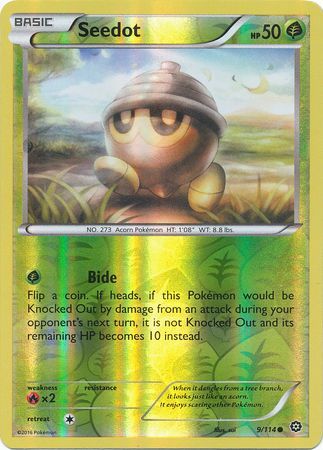 BASIC
Seedot
HP 50
NO. 273 Acorn Pokémon HT: 1'08" WT: 8.8 lbs.
Bide
Flip a coin. If heads, if this Pokémon would be
Knocked Out by damage from an attack during your
opponent's next turn, it is not Knocked Out and its
remaining HP becomes 10 instead.
weakness resistance
×2
When it dangles from a tree branch,
it looks just like an acorn.
It enjoys scaring other Pokémon.
retreat
©2016 Pokémon
Illus. sui
9/114